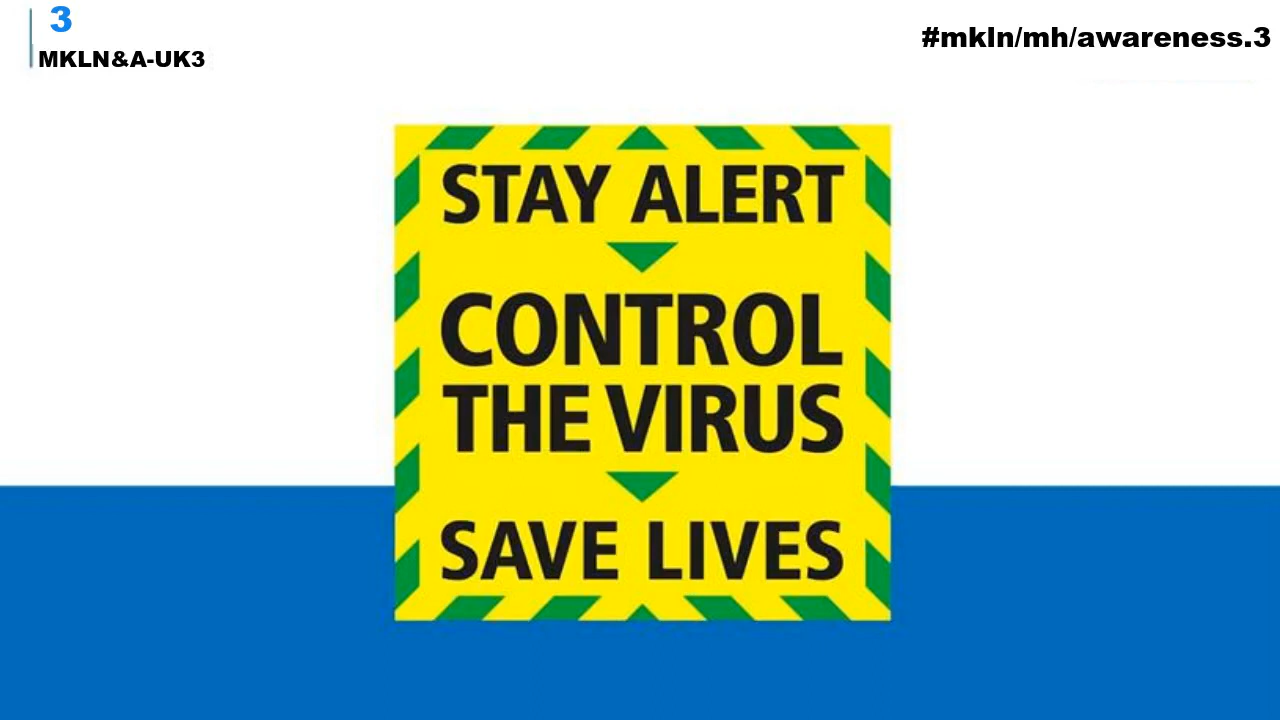 3
MKLN&A-UK3
#mkln/mh/awareness.3
STAY ALERT
CONTROL
THE VIRUS
SAVE LIVES